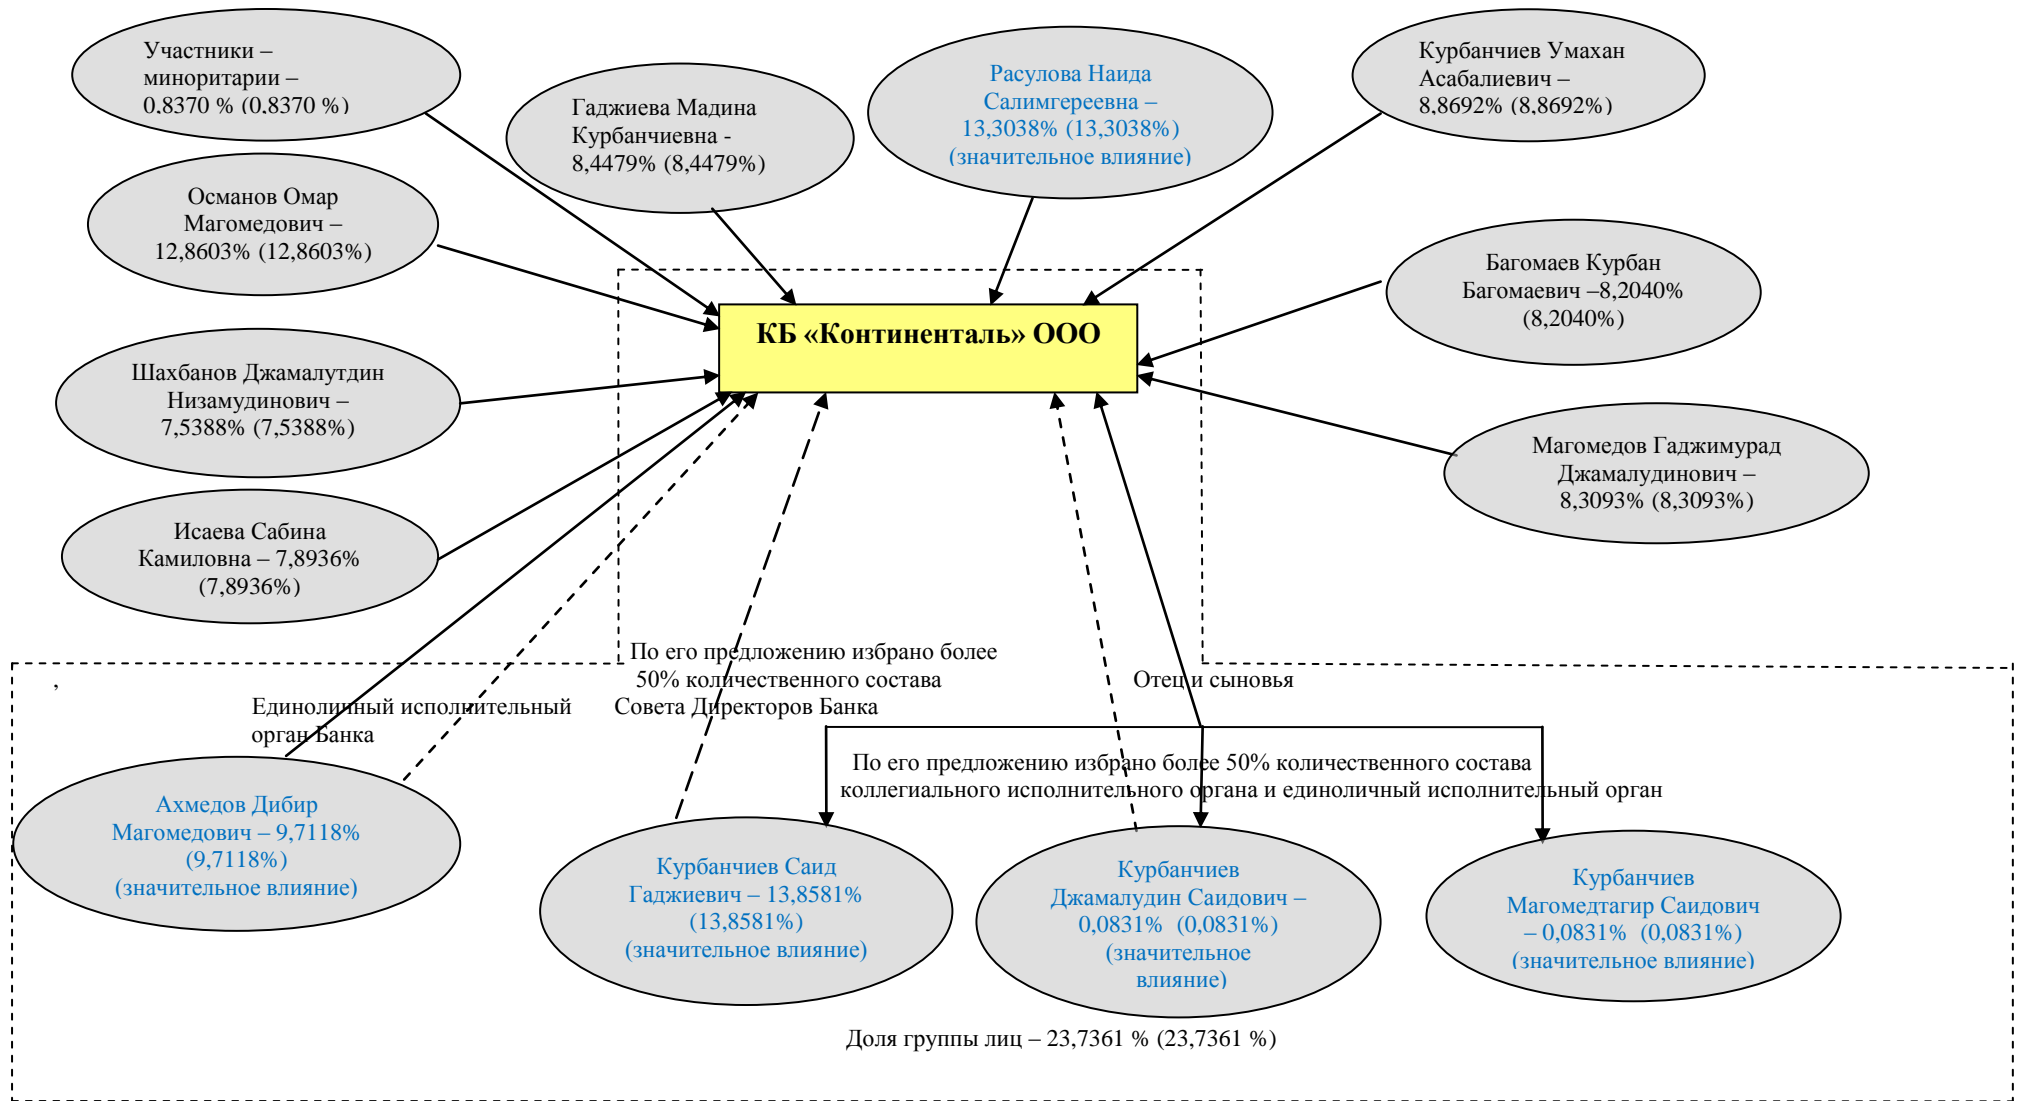 Участники –
миноритарии –
0,8370 % (0,8370 %)
Гаджиева Мадина
Курбанчиевна -
8,4479% (8,4479%)
Расулова Наида
Салимгереевна –
13,3038% (13,3038%)
(значительное влияние)
Курбанчиев Умахан
Асабалиевич –
8,8692% (8,8692%)
Османов Омар
Магомедович –
12,8603% (12,8603%)
Багомаев Курбан
Багомаевич –8,2040%
(8,2040%)
КБ «Континенталь» ООО
Шахбанов Джамалутдин
Низамудинович –
7,5388% (7,5388%)
Магомедов Гаджимурад
Джамалудинович –
8,3093% (8,3093%)
Исаева Сабина
Камиловна – 7,8936%
(7,8936%)
,
Единоличный исполнительный
орган Банка
По его предложению избрано более
50% количественного состава
Совета Директоров Банка
Отец и сыновья
По его предложению избрано более 50% количественного состава
коллегиального исполнительного органа и единоличный исполнительный орган
Ахмедов Дибир
Магомедович – 9,7118%
(9,7118%)
(значительное влияние)
Курбанчиев Саид
Гаджиевич – 13,8581%
(13,8581%)
(значительное влияние)
Курбанчиев
Джамалудин Саидович –
0,0831% (0,0831%)
(значительное
влияние)
Курбанчиев
Магомедтагир Саидович
– 0,0831% (0,0831%)
(значительное влияние)
Доля группы лиц – 23,7361 % (23,7361 %)